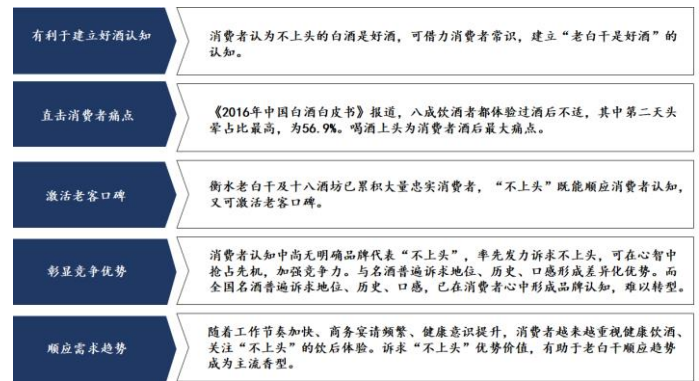 有利于建立好酒认知
消费者认为不上头的白酒是好酒，可借力消费者常识，建立“老白干是好酒”的
认知。
直击消费者痛点
《2016年中国白酒白皮书》报道，八成饮酒者都体验过酒后不适，其中第二天头
晕占比最高，为56.9%。喝酒上头为消费者酒后最大痛点。
激活老客口碑
衡水老白干及十八酒坊已累积大量忠实消费者，“不上头”既能顺应消费者认知，
又可激活老客口碑。
彰显竞争优势
消费者认知中尚无明确品牌代表“不上头”，率先发力诉求不上头，可在心智中
抢占先机，加强竞争力。与名酒普遍诉求地位、历史、口感形成差异化优势。而
全国名酒普遍诉求地位、历史、口感，已在消费者心中形成品牌认知，难以转型。
顺应需求趋势
随着工作节奏加快、商务宴请频繁、健康意识提升，消费者越来越重视健康饮酒、
关注“不上头”的饮后体验。诉求“不上头”优势价值，有助于老白干顺应趋势
成为主流香型。